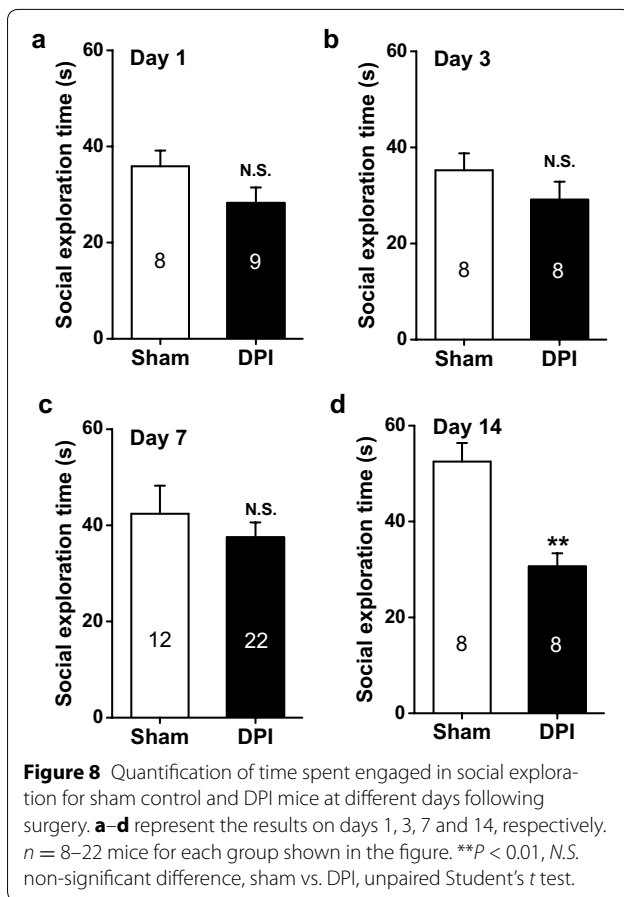 a
Day 1
Social exploration time (s)
60
40
20
0
N.S.
8
9
Sham
DPI
b
Day 3
Social exploration time (s)
60
40
20
0
N.S.
8
8
Sham
DPI
c
Day 7
Social exploration time (s)
60
40
20
0
N.S.
12
22
Sham
DPI
d
Day 14
Social exploration time (s)
60
40
20
0
**
8
8
Sham
DPI
Figure 8 Quantification of time spent engaged in social explora-
tion for sham control and DPI mice at different days following
surgery. a–d represent the results on days 1, 3, 7 and 14, respectively.
n = 8–22 mice for each group shown in the figure. **P < 0.01, N.S.
non-significant difference, sham vs. DPI, unpaired Student’s t test.